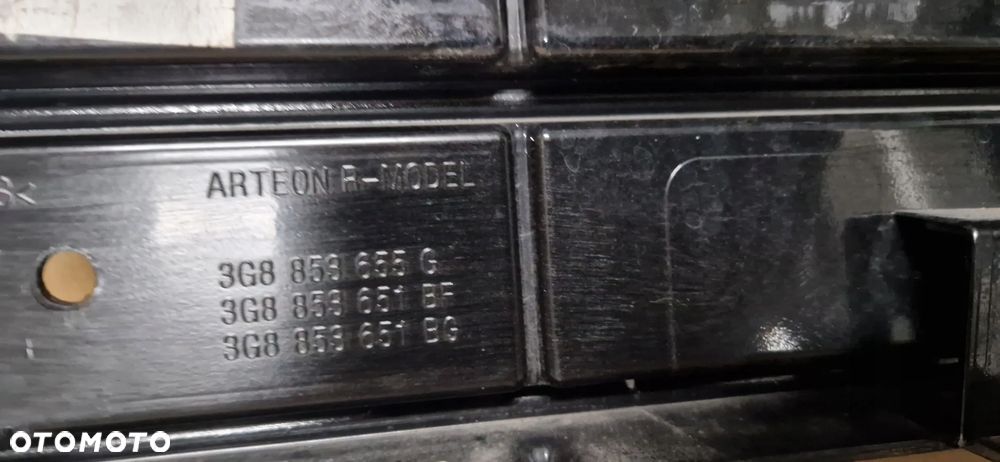 ARTEON R-MODEL
3G8 853 655 G
3G8 853 651 BF
3G8 853 651 BG
OTOMOTO